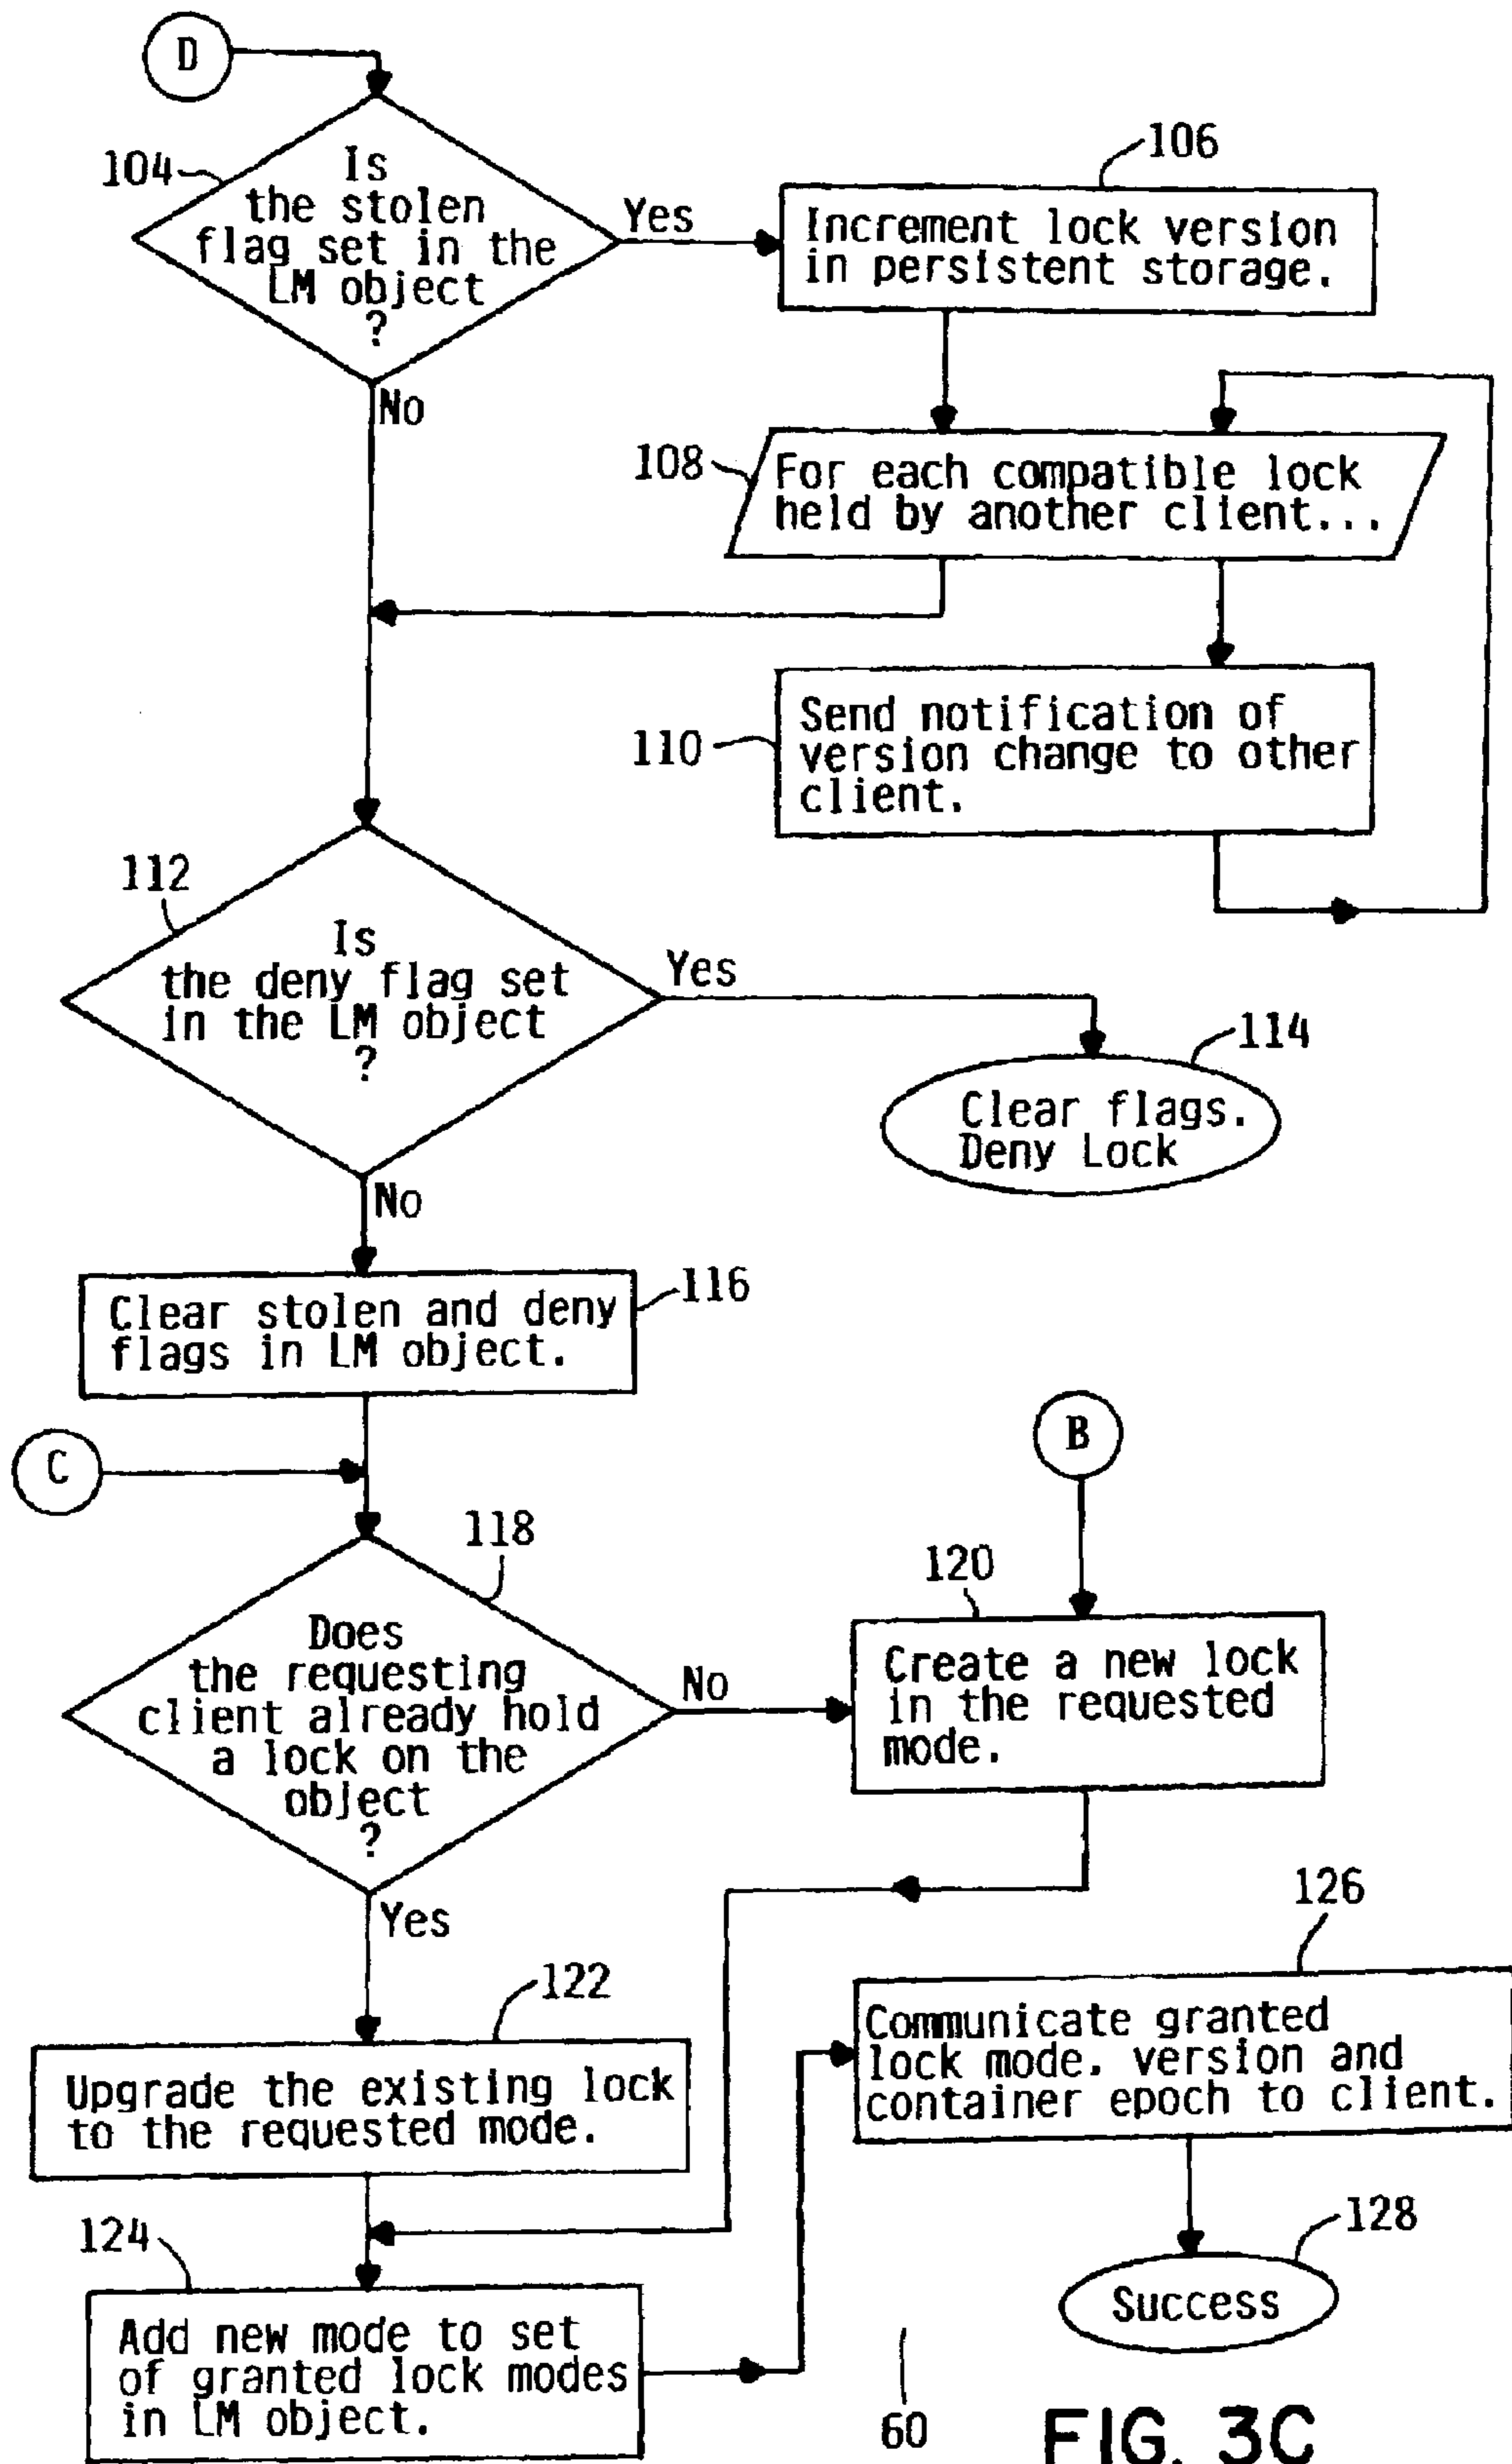 D
104
Is
the stolen
flag set in the
LM object
?
Yes
No
106
Increment lock version
in persistent storage.
108
For each compatible lock
held by another client...
110
Send notification of
version change to other
client.
112
Is
the deny flag set
in the LM object
?
Yes
No
114
Clear flags.
Deny Lock
116
Clear stolen and deny
flags in LM object.
C
B
118
Does
the requesting
client already hold
a lock on the
object
?
No
Yes
120
Create a new lock
in the requested
mode.
122
Upgrade the existing lock
to the requested mode.
124
Add new mode to set
of granted lock modes
in LM object.
126
Communicate granted
lock mode, version and
container epoch to client.
128
Success
60
FIG. 3C